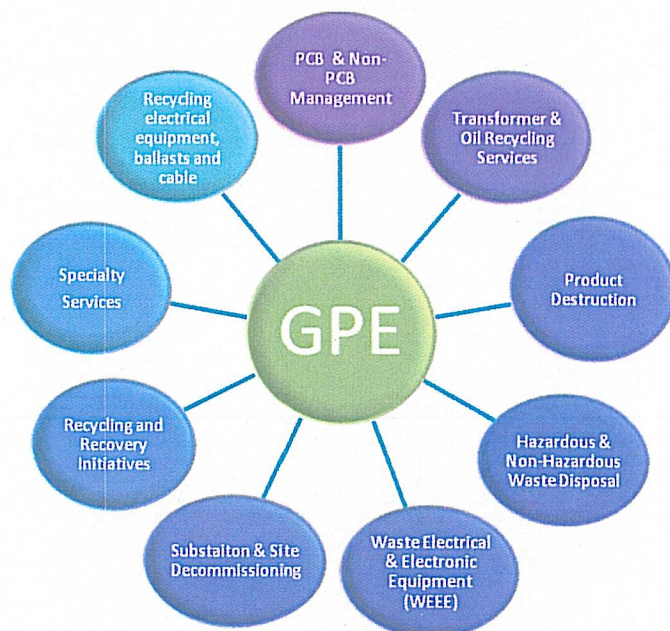 PCB & Non-
PCB
Management
Transformer &
Oil Recycling
Services
Product
Destruction
Hazardous &
Non-Hazardous
Waste Disposal
Waste Electrical
& Electronic
Equipment
(WEEE)
Substaiton & Site
Decommissioning
Recycling and
Recovery
Initiatives
Specialty
Services
Recycling
electrical
equipment,
ballasts and
cable
GPE